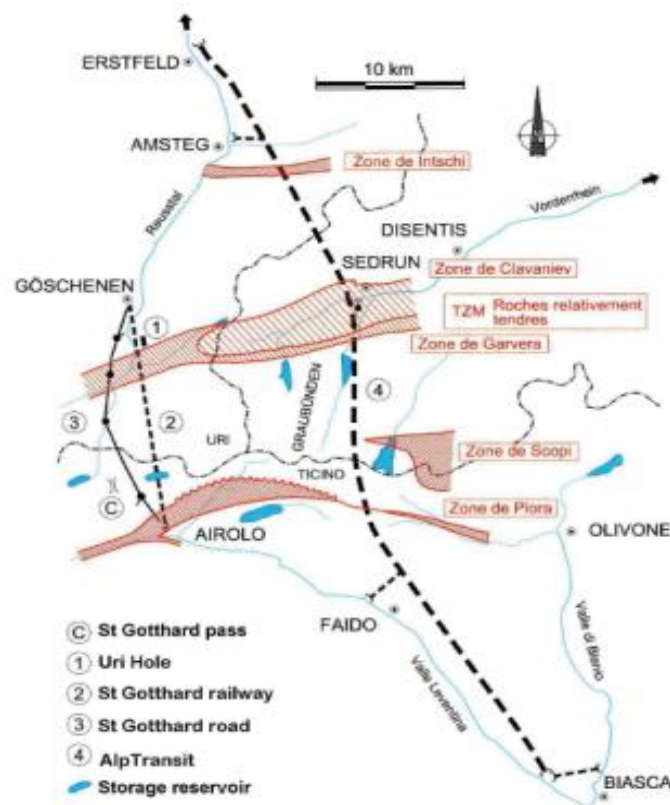 ERSTFELD
10 km
AMSTEG
Zone de Intschi
Reusstal
Vorderrhein
DISENTIS
SEDRUN
Zone de Clavaniev
GÖSCHENEN
TZM Roches relativement
tendres
Zone de Garvera
1
4
GRAUBÜNDEN
3
2
URI
Zone de Scopi
TICINO
C
Zone de Piora
AIROLO
OLIVONE
FAIDO
Valle di Blenio
Valle Leventina
C St Gotthard pass
1 Uri Hole
2 St Gotthard railway
3 St Gotthard road
4 AlpTransit
Storage reservoir
BIASCA